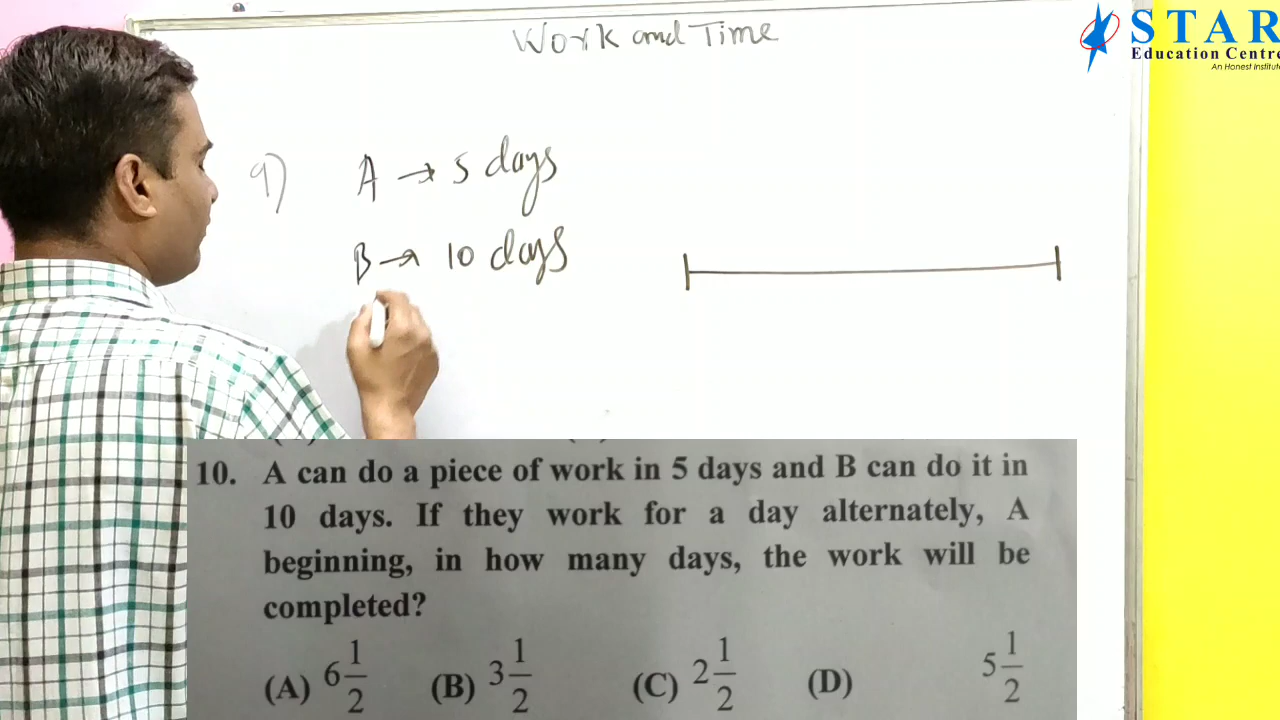 Work and Time
STAR
Education Centre
An Honest Institute
9)
A → 5 days
B → 10 days
10. A can do a piece of work in 5 days and B can do it in
10 days. If they work for a day alternately, A
beginning, in how many days, the work will be
completed?
(A) 6 1/2 (B) 3 1/2 (C) 2 1/2 (D) 5 1/2